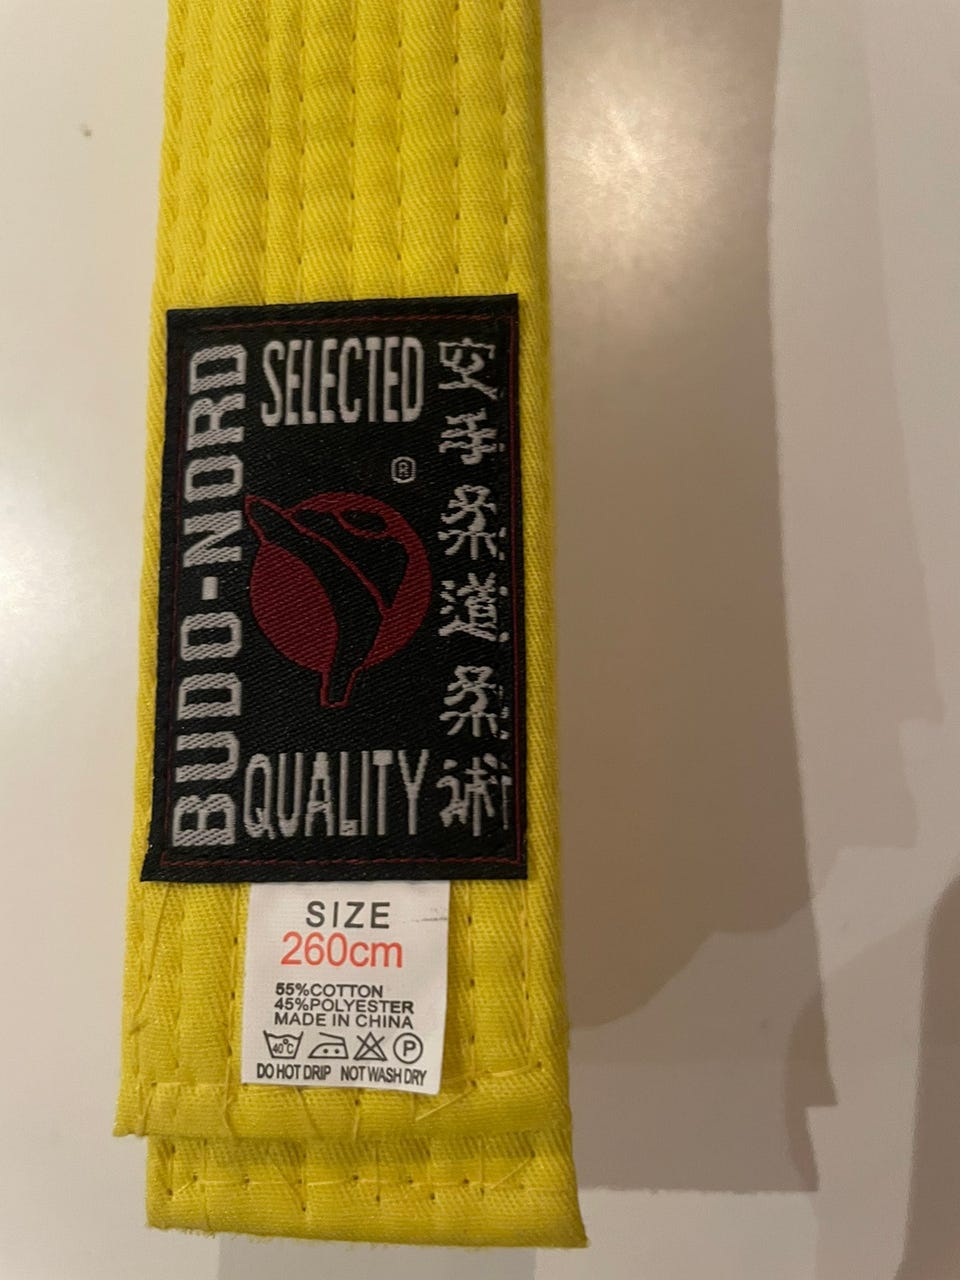 BUDO-NORD
SELECTED
®
QUALITY
空手柔道柔術
SIZE
260cm
55%COTTON
45%POLYESTER
MADE IN CHINA
40°C
P
DO HOT DRIP NOT WASH DRY